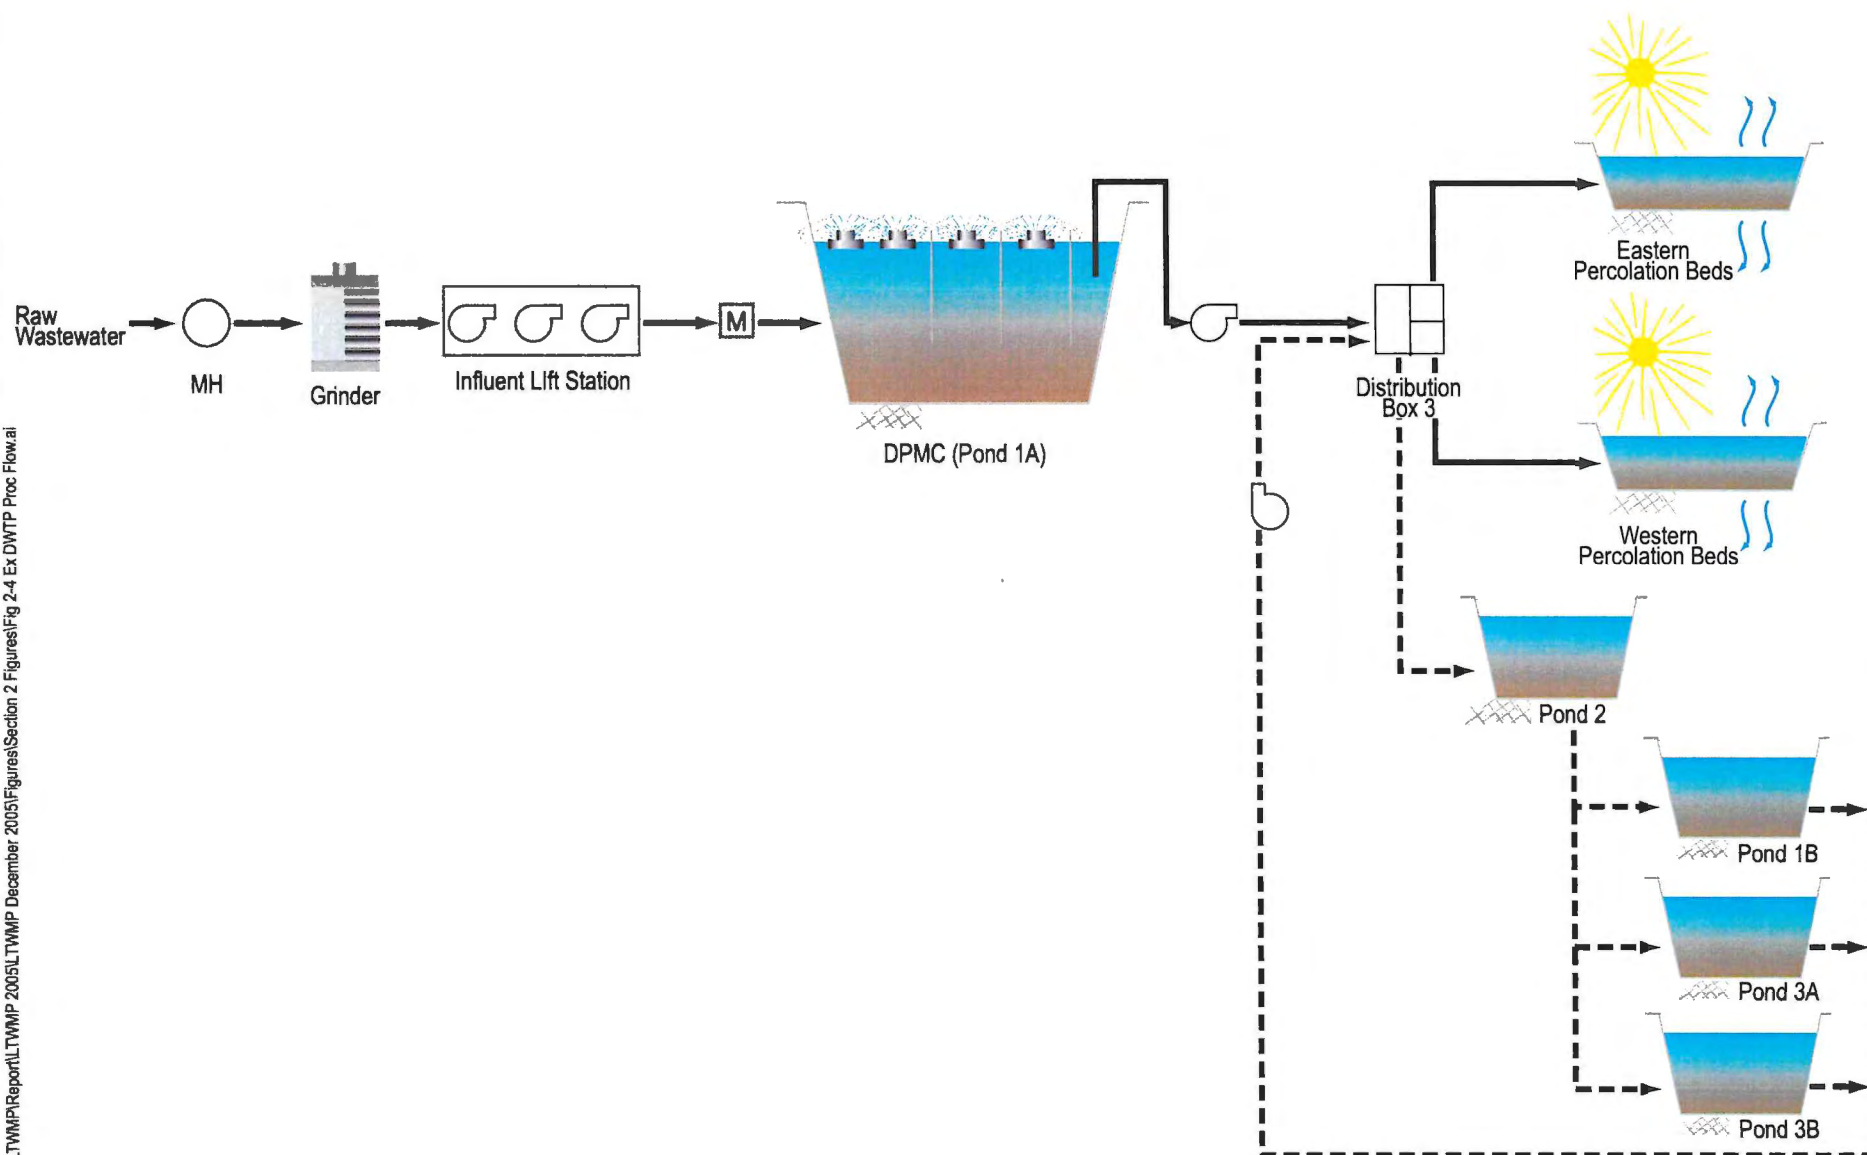 Raw
Wastewater
MH
Grinder
Influent LIft Station
M
DPMC (Pond 1A)
Distribution
Box 3
Eastern
Percolation Beds
Western
Percolation Beds
Pond 2
Pond 1B
Pond 3A
Pond 3B
LTWMP\Report\LTWMP 2005\LTWMP December 2005\Figures\Section 2 Figures\Fig 2-4 Ex DWTP Proc Flow.ai